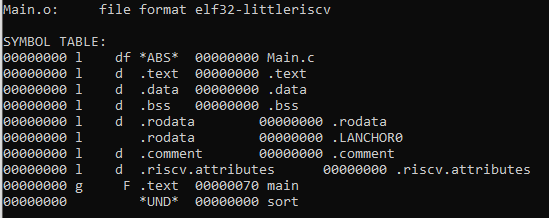 Main.o:     file format elf32-littleriscv
SYMBOL TABLE:
00000000 l    df *ABS*  00000000 Main.c
00000000 l    d  .text  00000000 .text
00000000 l    d  .data  00000000 .data
00000000 l    d  .bss   00000000 .bss
00000000 l    d  .rodata        00000000 .rodata
00000000 l       .rodata        00000000 .LANCHOR0
00000000 l    d  .comment       00000000 .comment
00000000 l    d  .riscv.attributes      00000000 .riscv.attributes
00000000 g     F .text  00000070 main
00000000         *UND*  00000000 sort